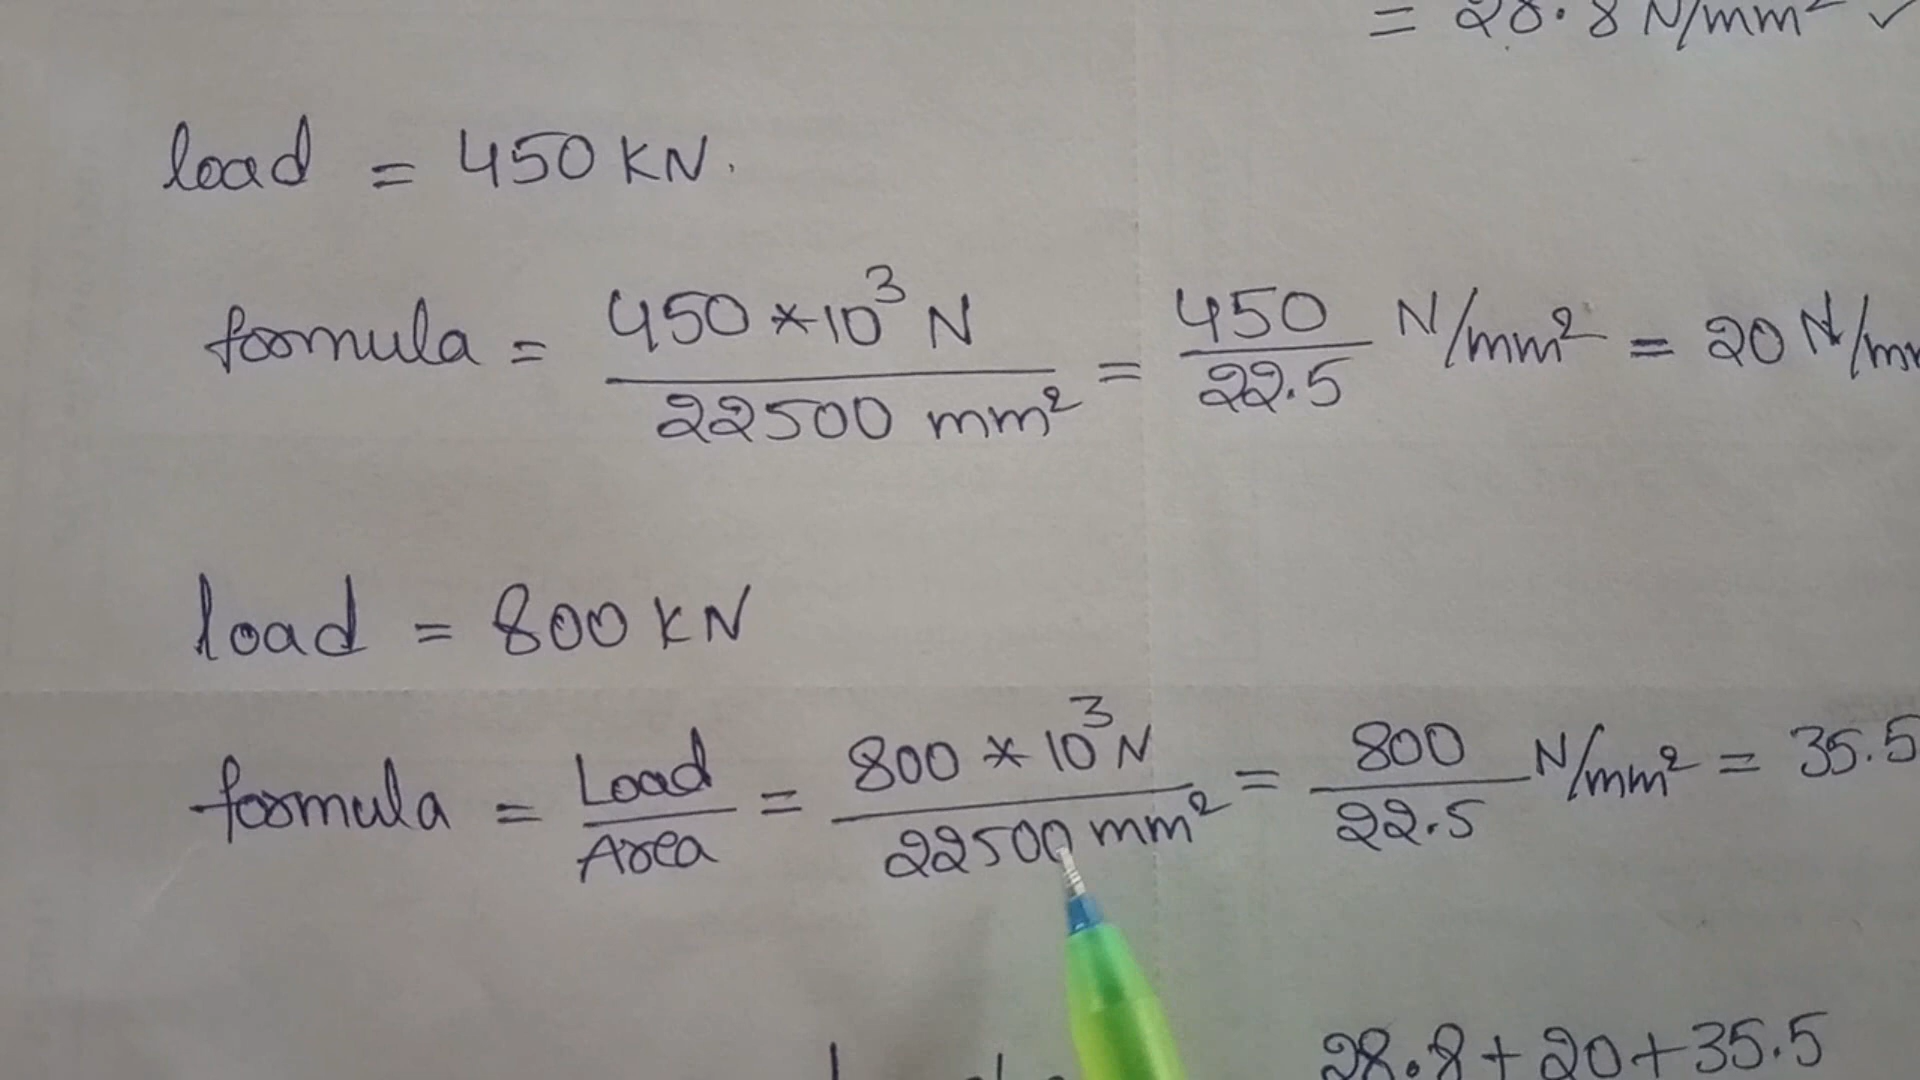 = 28.8 N/mm² ✓
load = 450 KN.
formula = 450 * 10³ N / 22500 mm² = 450 / 22.5 N/mm² = 20 N/mm
load = 800 KN
formula = Load / Area = 800 * 10³ N / 22500 mm² = 800 / 22.5 N/mm² = 35.5
28.8 + 20 + 35.5